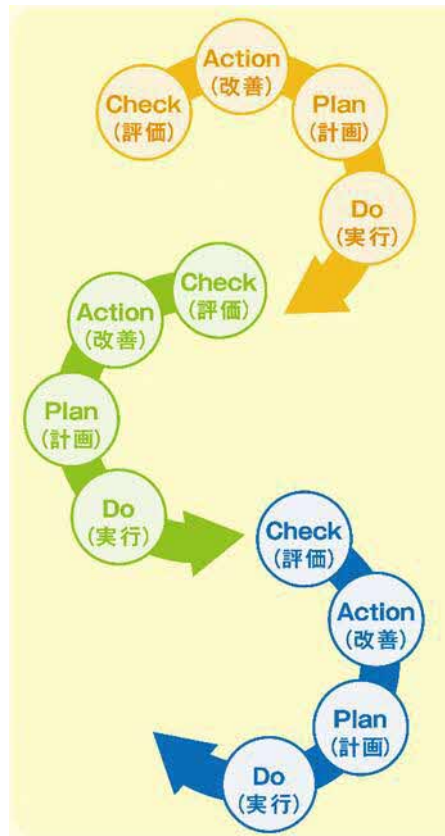 Check
(評価)
Action
(改善)
Plan
(計画)
Do
(実行)
Check
(評価)
Action
(改善)
Plan
(計画)
Do
(実行)
Check
(評価)
Action
(改善)
Plan
(計画)
Do
(実行)